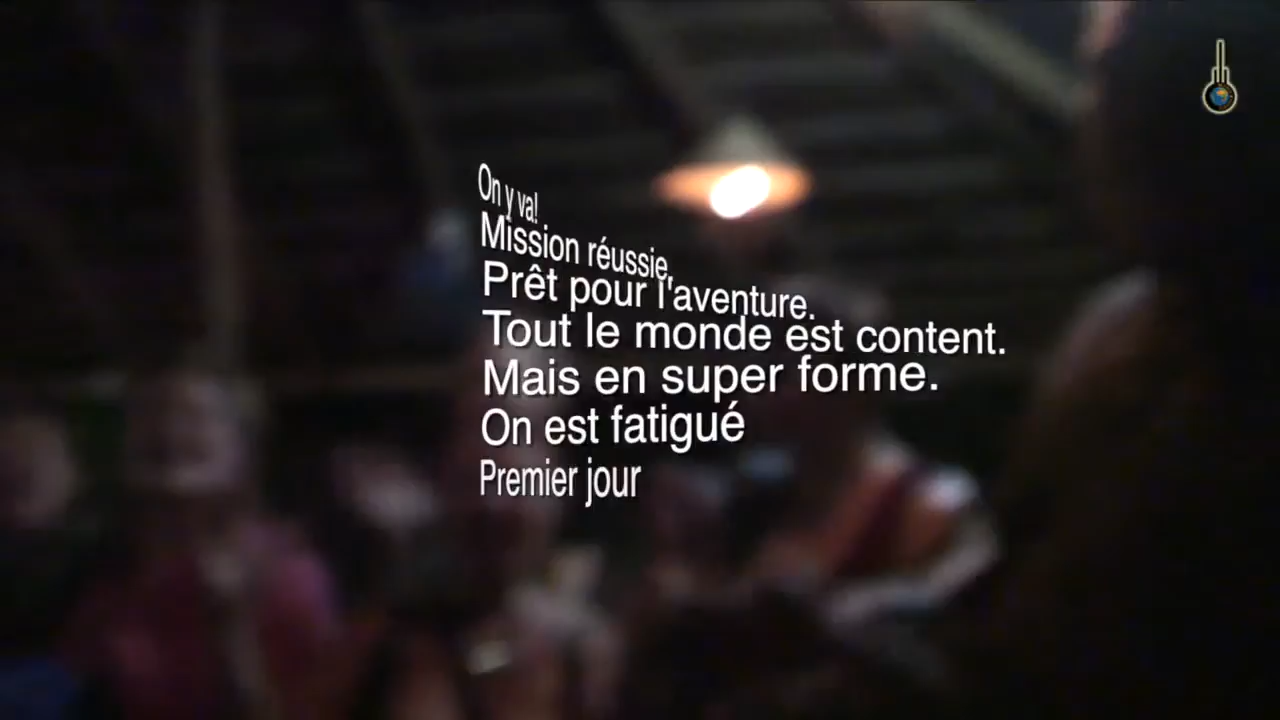 On y va!
Mission réussie.
Prêt pour l'aventure.
Tout le monde est content.
Mais en super forme.
On est fatigué
Premier jour